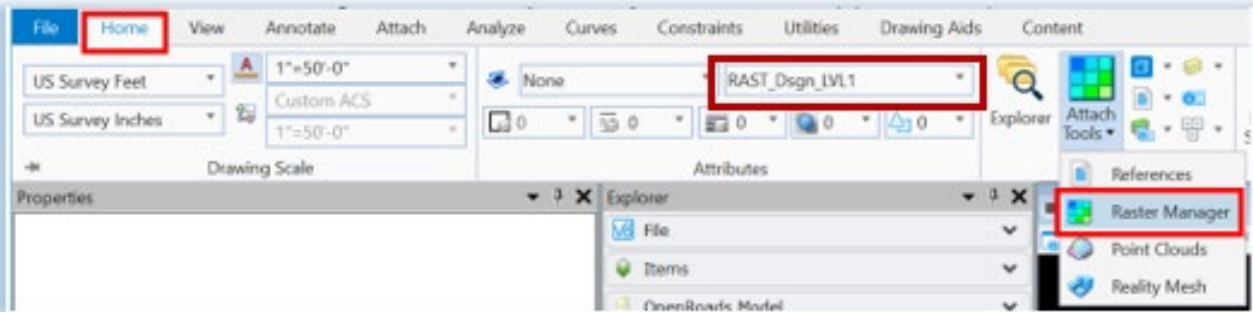 File Home View Annotate Attach Analyze Curves Constraints Utilities Drawing Aids Content
US Survey Feet
1"=50'-0"
None
RAST_Dsgn_LVL1
Custom ACS
US Survey Inches
1"=50'-0"
0 0 0 0 0
Explorer
Attach
Tools
Drawing Scale
Attributes
References
Raster Manager
Point Clouds
Reality Mesh
Properties
Explorer
File
Items
OpenRoads Model